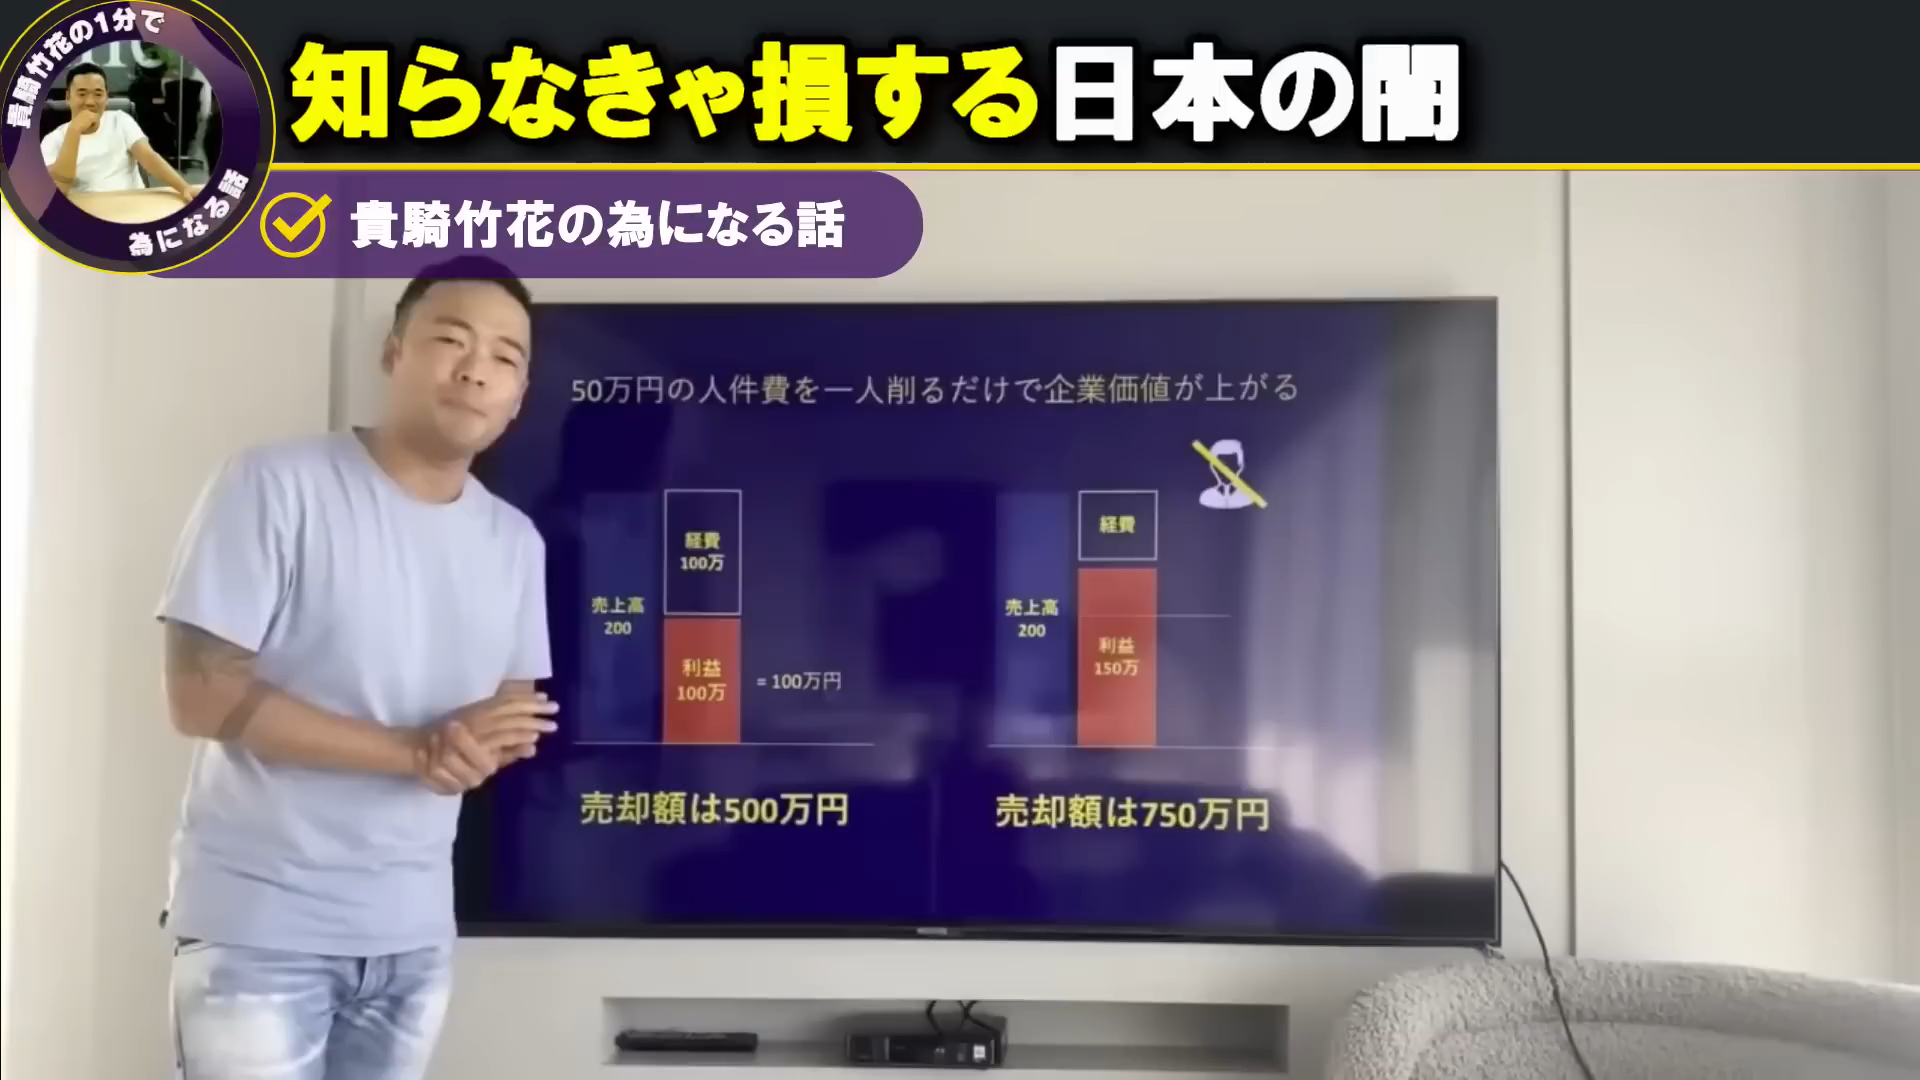 貴騎竹花の1分で
為になる話
知らなきゃ損する日本の闇
貴騎竹花の為になる話
50万円の人件費を一人削るだけで企業価値が上がる
経費
100万
売上高
200
利益
100万
= 100万円
売却額は500万円
経費
売上高
200
利益
150万
売却額は750万円